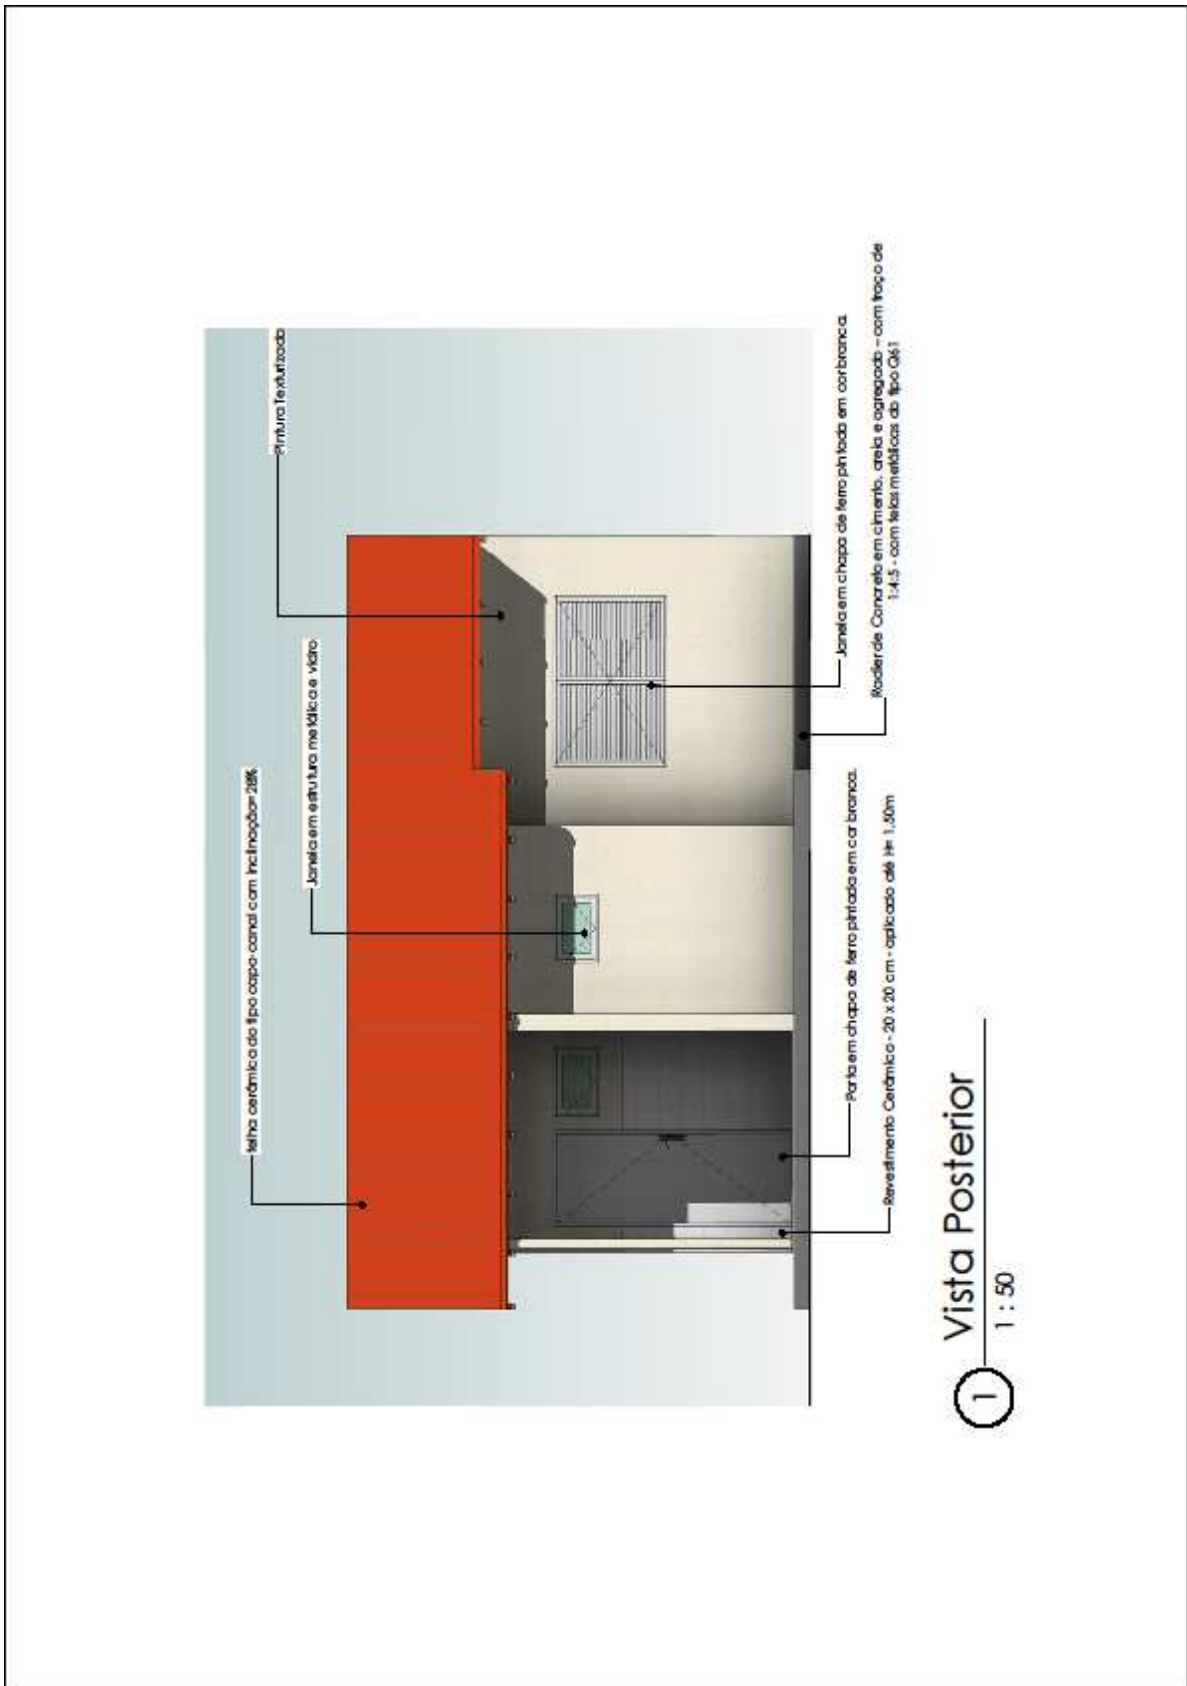 telha cerâmica do tipo capa-canal com inclinação= 28%
Janela em estrutura metálica e vidro
Pintura Texturizada
Porta em chapa de ferro pintada em cor branca.
Revestimento Cerâmico - 20 x 20 cm - aplicado até H= 1,50m
Janela em chapa de ferro pintada em cor branca.
Radier de Concreto em cimento, areia e agregado – com traço de
1:4:5 - com telas metálicas do tipo Q61
1
Vista Posterior
1 : 50